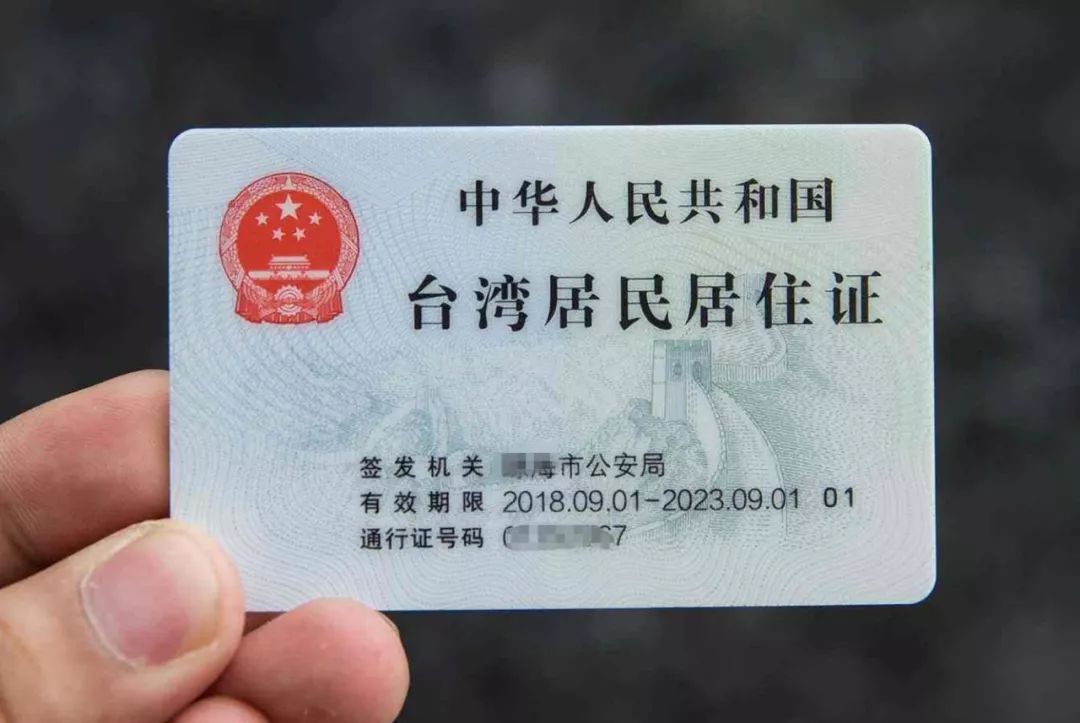 中华人民共和国
台湾居民居住证
签发机关 海市公安局
有效期限 2018.09.01-2023.09.01 01
通行证号码